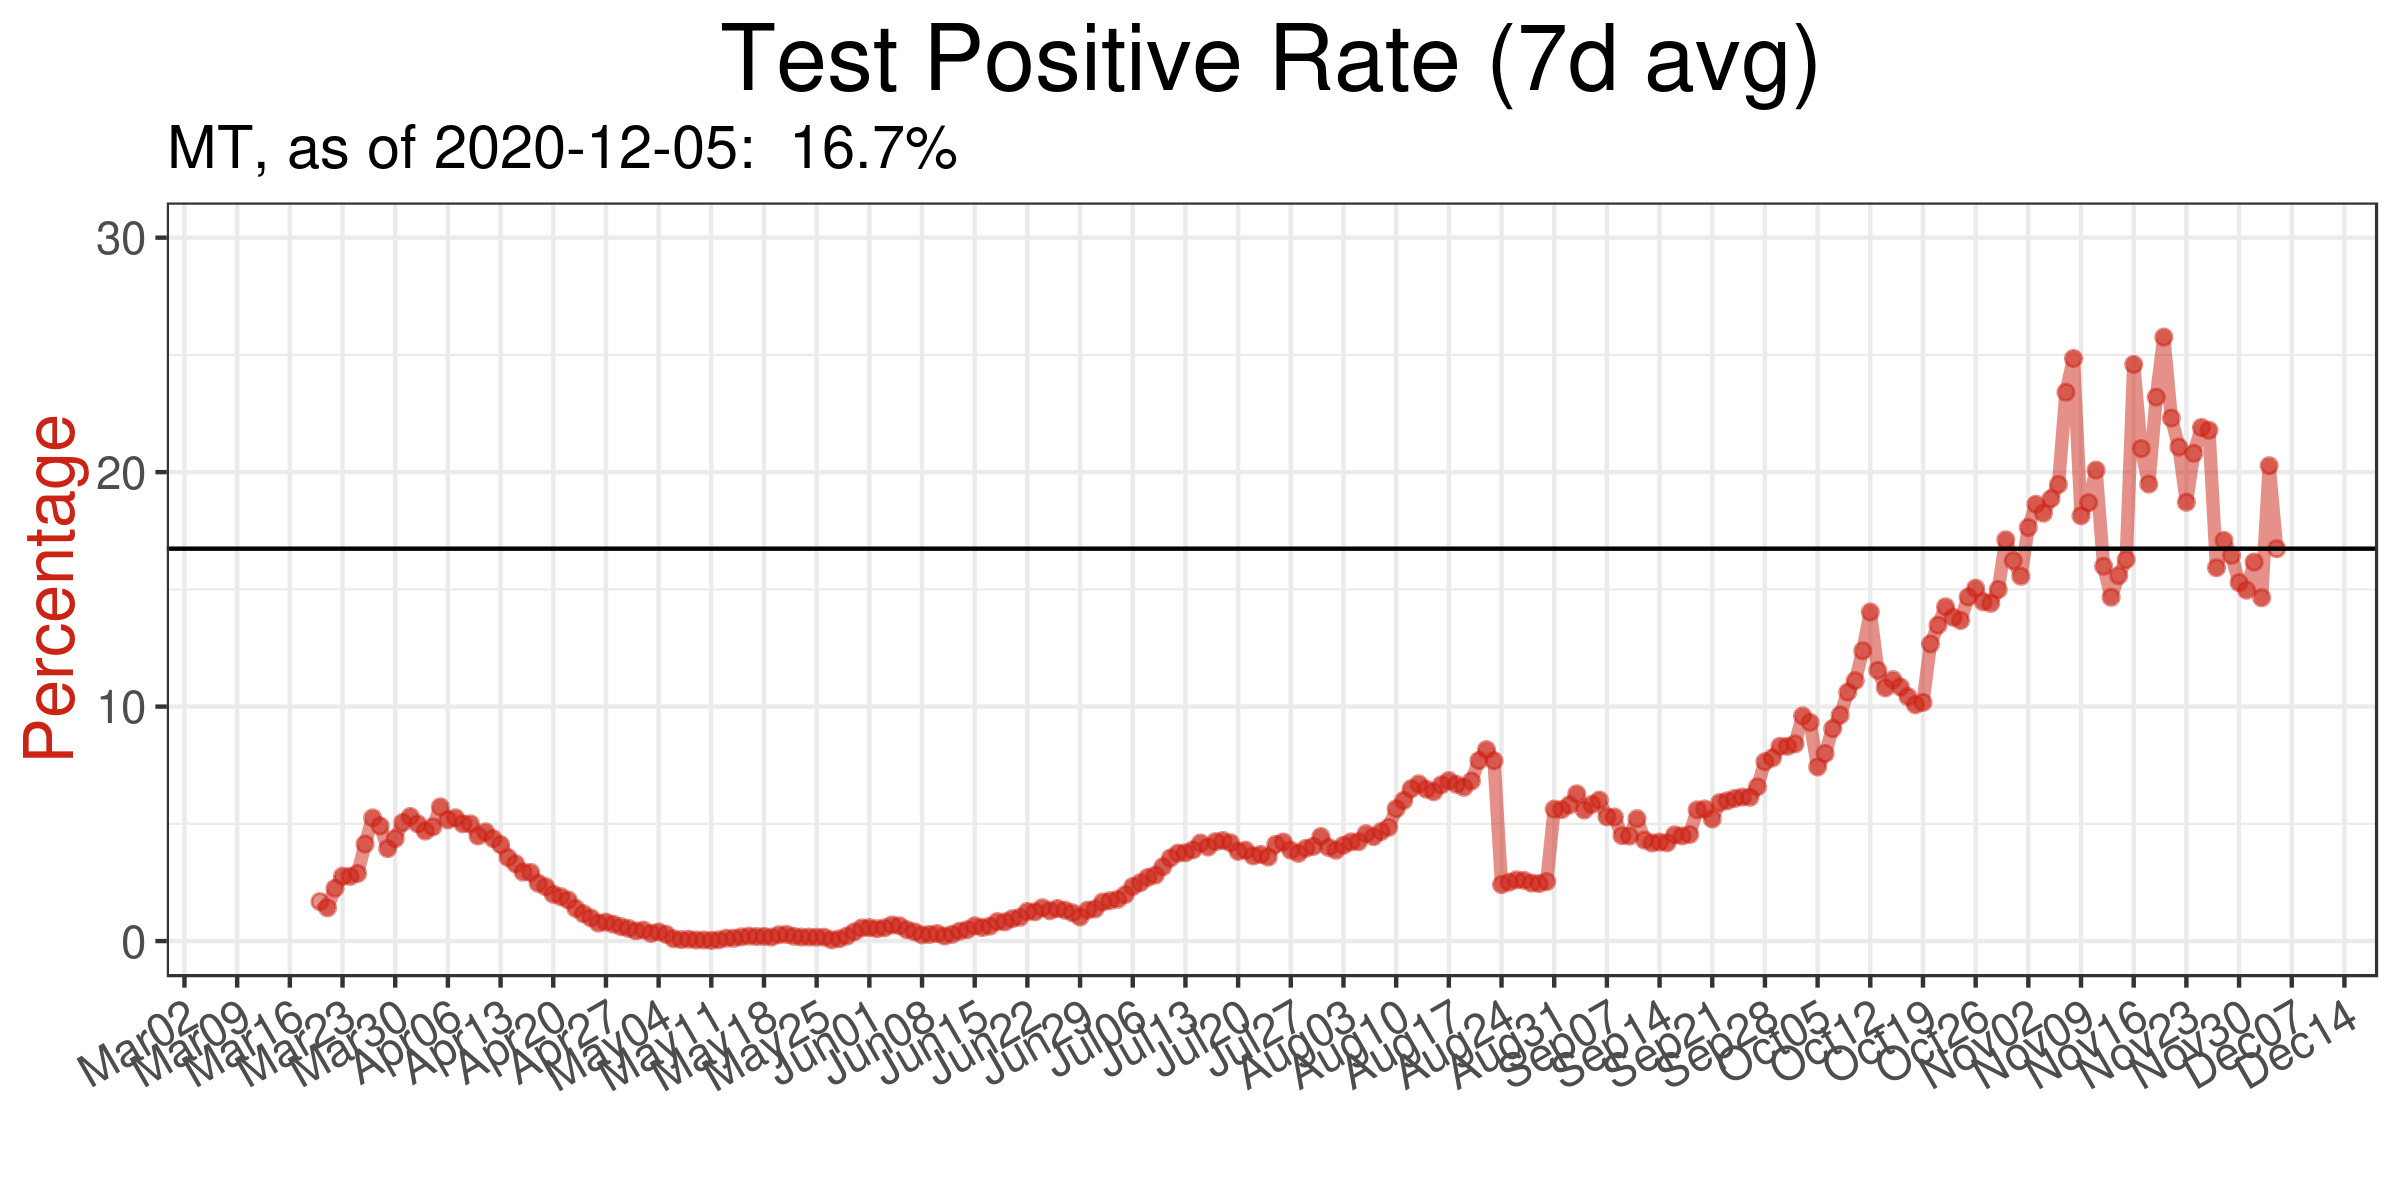 Test Positive Rate (7d avg)
MT, as of 2020-12-05:  16.7%
Percentage
30
20
10
0
Mar02
Mar09
Mar16
Mar23
Mar30
Apr06
Apr13
Apr20
Apr27
May04
May11
May18
May25
Jun01
Jun08
Jun15
Jun22
Jun29
Jul06
Jul13
Jul20
Jul27
Aug03
Aug10
Aug17
Aug24
Aug31
Sep07
Sep14
Sep21
Sep28
Oct05
Oct12
Oct19
Oct26
Nov02
Nov09
Nov16
Nov23
Nov30
Dec07
Dec14